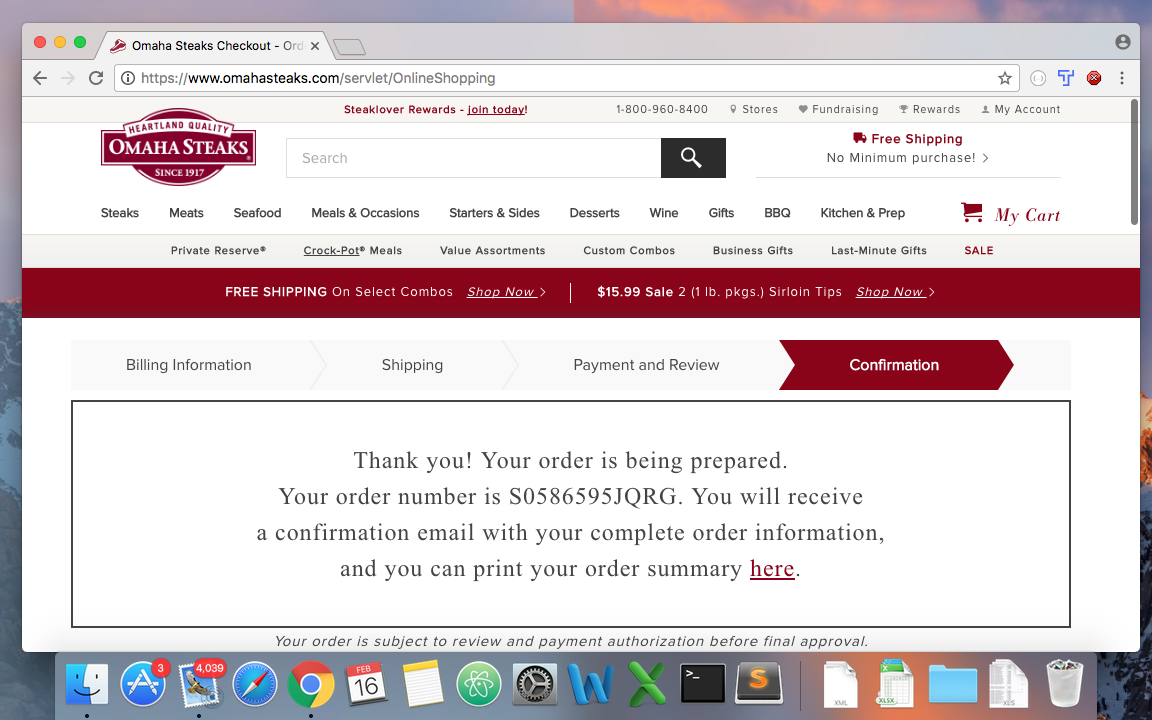 Omaha Steaks Checkout - Ord
https://www.omahasteaks.com/servlet/OnlineShopping
Steaklover Rewards - join today!
1-800-960-8400
Stores
Fundraising
Rewards
My Account
HEARTLAND QUALITY
OMAHA STEAKS
SINCE 1917
Search
Free Shipping
No Minimum purchase! >
Steaks
Meats
Seafood
Meals & Occasions
Starters & Sides
Desserts
Wine
Gifts
BBQ
Kitchen & Prep
My Cart
Private Reserve®
Crock-Pot® Meals
Value Assortments
Custom Combos
Business Gifts
Last-Minute Gifts
SALE
FREE SHIPPING On Select Combos Shop Now >
$15.99 Sale 2 (1 lb. pkgs.) Sirloin Tips Shop Now >
Billing Information
Shipping
Payment and Review
Confirmation
Thank you! Your order is being prepared.
Your order number is S0586595JQRG. You will receive
a confirmation email with your complete order information,
and you can print your order summary here.
Your order is subject to review and payment authorization before final approval.
3
4,039
FEB
16
>_
S
XML
XLSX
XLS